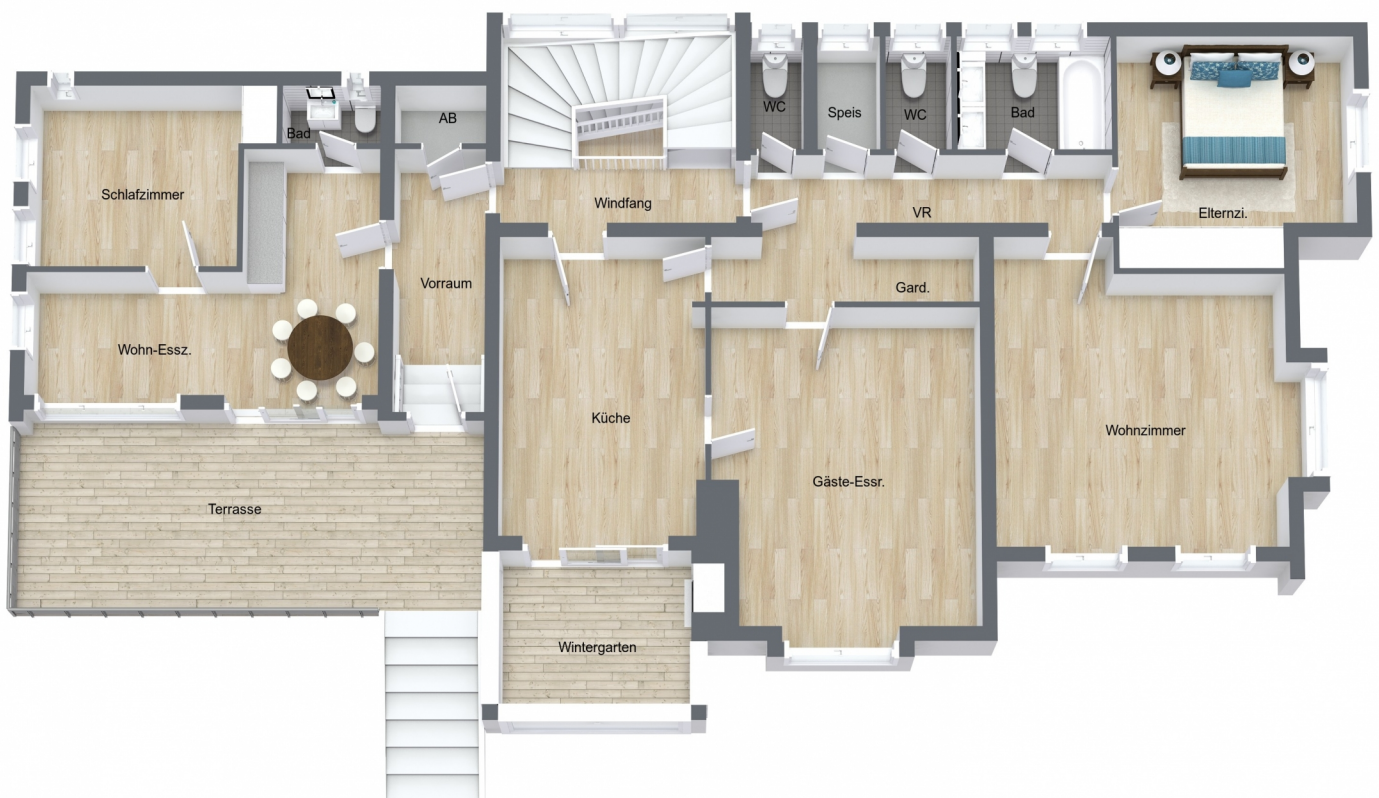 WC
Speis
WC
Bad
AB
Bad
Schlafzimmer
Windfang
VR
Elternzi.
Vorraum
Gard.
Wohn-Essz.
Küche
Wohnzimmer
Gäste-Essr.
Terrasse
Wintergarten